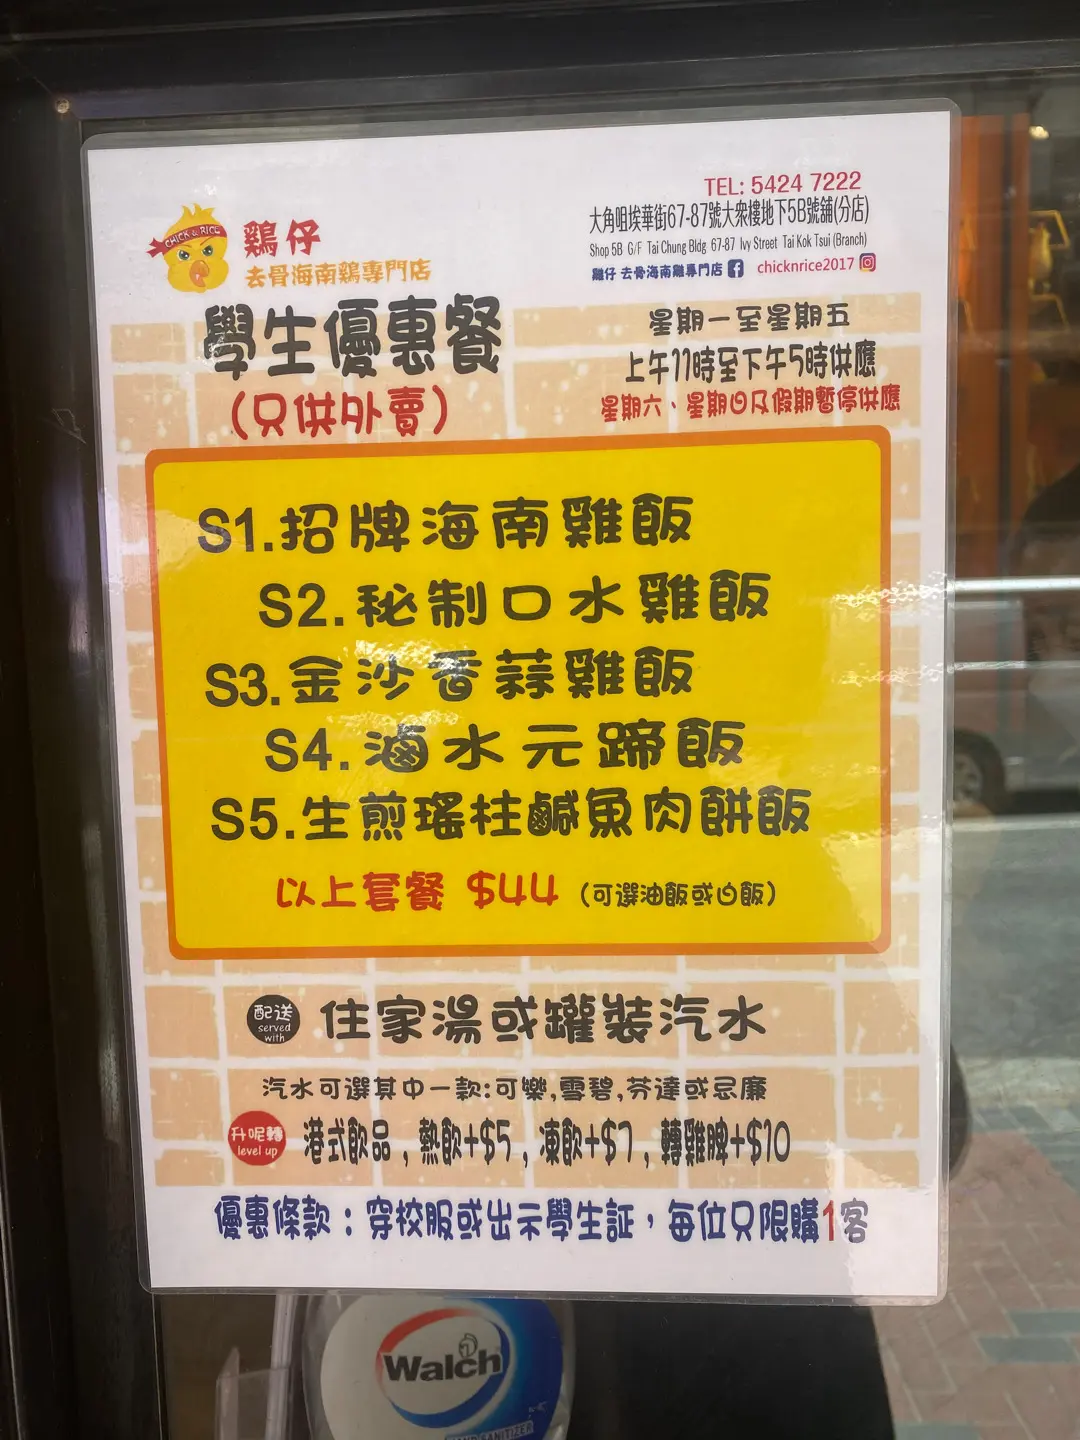 CHICK & RICE
鷄仔
去骨海南鷄專門店
TEL: 5424 7222
大角咀埃華街67-87號大衆樓地下5B號舖(分店)
Shop 5B G/F Tai Chung Bldg 67-87 Ivy Street Tai Kok Tsui (Branch)
雞仔 去骨海南雞專門店 chicknrice2017
學生優惠餐
(只供外賣)
星期一至星期五
上午11時至下午5時供應
星期六、星期日及假期暫停供應
S1.招牌海南雞飯
S2.秘制口水雞飯
S3.金沙香蒜雞飯
S4.滷水元蹄飯
S5.生煎瑤柱鹹魚肉餅飯
以上套餐 $44 (可選油飯或白飯)
配送
served
with
住家湯或罐裝汽水
汽水可選其中一款:可樂,雪碧,芬達或忌廉
升呢轉
level up
港式飲品, 熱飲+$5, 凍飲+$7, 轉雞脾+$10
優惠條款：穿校服或出示學生証，每位只限購1客
Walch
HAND SANITIZER